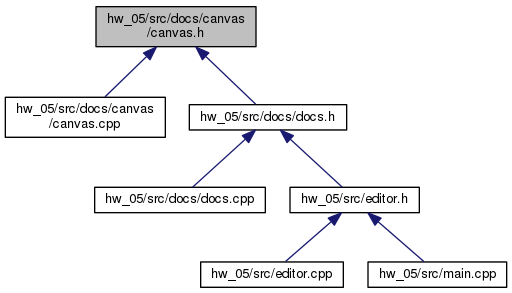 hw_05/src/docs/canvas
/canvas.h
hw_05/src/docs/canvas
/canvas.cpp
hw_05/src/docs/docs.h
hw_05/src/docs/docs.cpp
hw_05/src/editor.h
hw_05/src/editor.cpp
hw_05/src/main.cpp